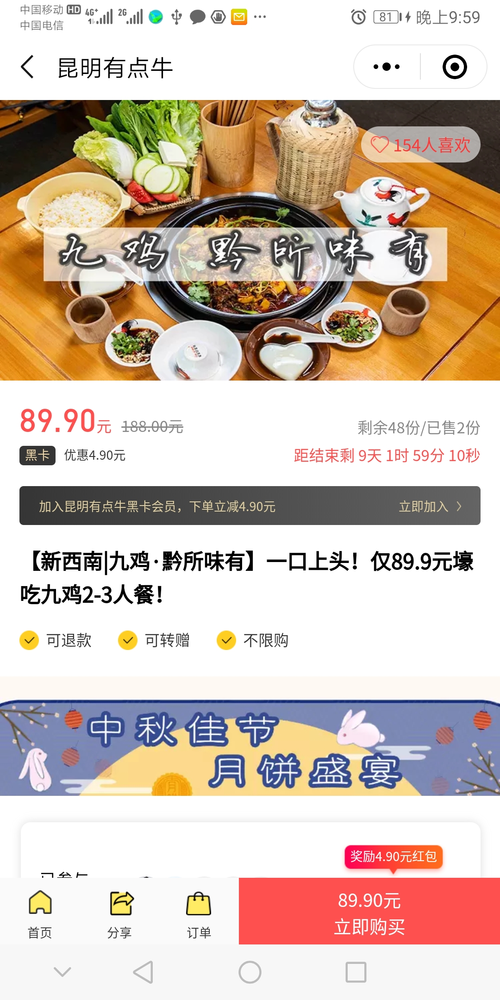 中国移动 HD 4G+ 2G
中国电信
81 晚上9:59
昆明有点牛
154人喜欢
九鸡 黔所味有
89.90元 188.00元
剩余48份/已售2份
黑卡 优惠4.90元
距结束剩 9天 1时 59分 10秒
加入昆明有点牛黑卡会员，下单立减4.90元
立即加入
【新西南|九鸡·黔所味有】一口上头！仅89.9元壕
吃九鸡2-3人餐！
可退款 可转赠 不限购
中秋佳节
月饼盛宴
奖励4.90元红包
已参与
首页 分享 订单
89.90元
立即购买